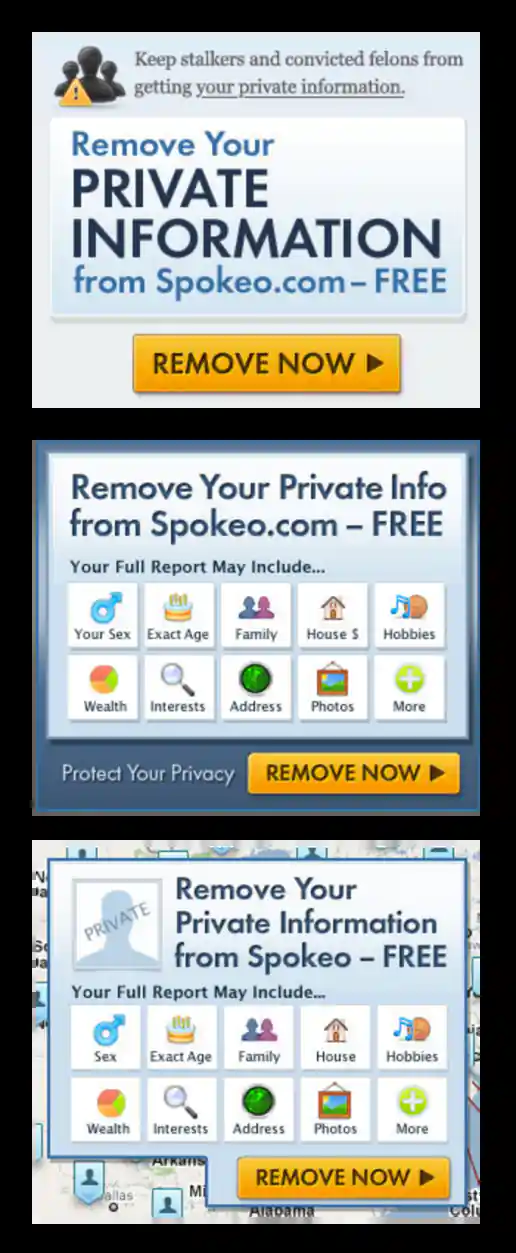 Keep stalkers and convicted felons from
getting your private information.
Remove Your
PRIVATE
INFORMATION
from Spokeo.com – FREE
REMOVE NOW
Remove Your Private Info
from Spokeo.com – FREE
Your Full Report May Include...
Your Sex Exact Age Family House $ Hobbies
Wealth Interests Address Photos More
Protect Your Privacy REMOVE NOW
PRIVATE
Remove Your
Private Information
from Spokeo – FREE
Your Full Report May Include...
Sex Exact Age Family House Hobbies
Wealth Interests Address Photos More
REMOVE NOW
Alabama